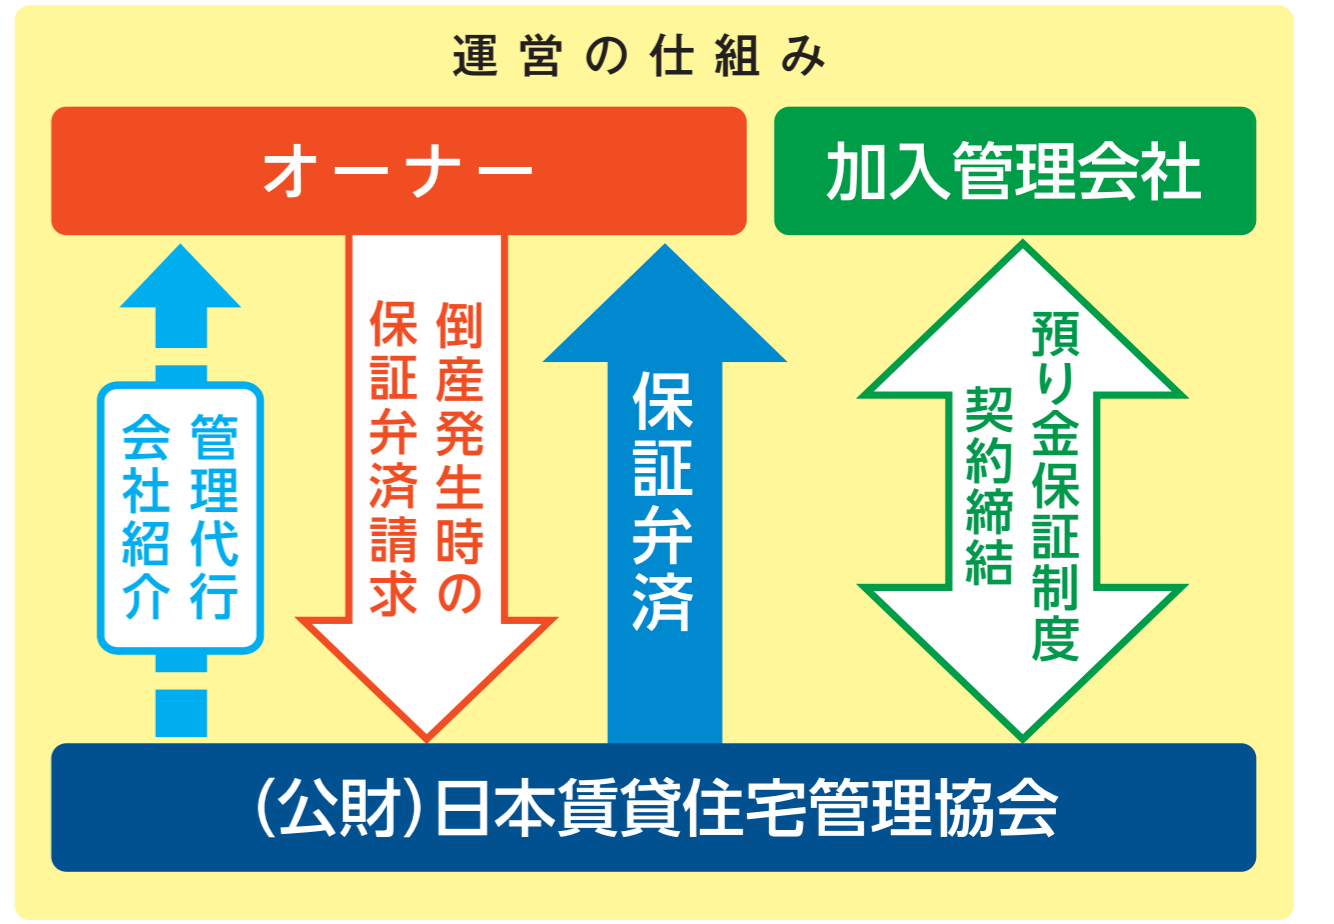 運営の仕組み
オーナー
加入管理会社
管理代行
会社紹介
倒産発生時の
保証弁済請求
保証弁済
預り金保証制度
契約締結
(公財)日本賃貸住宅管理協会